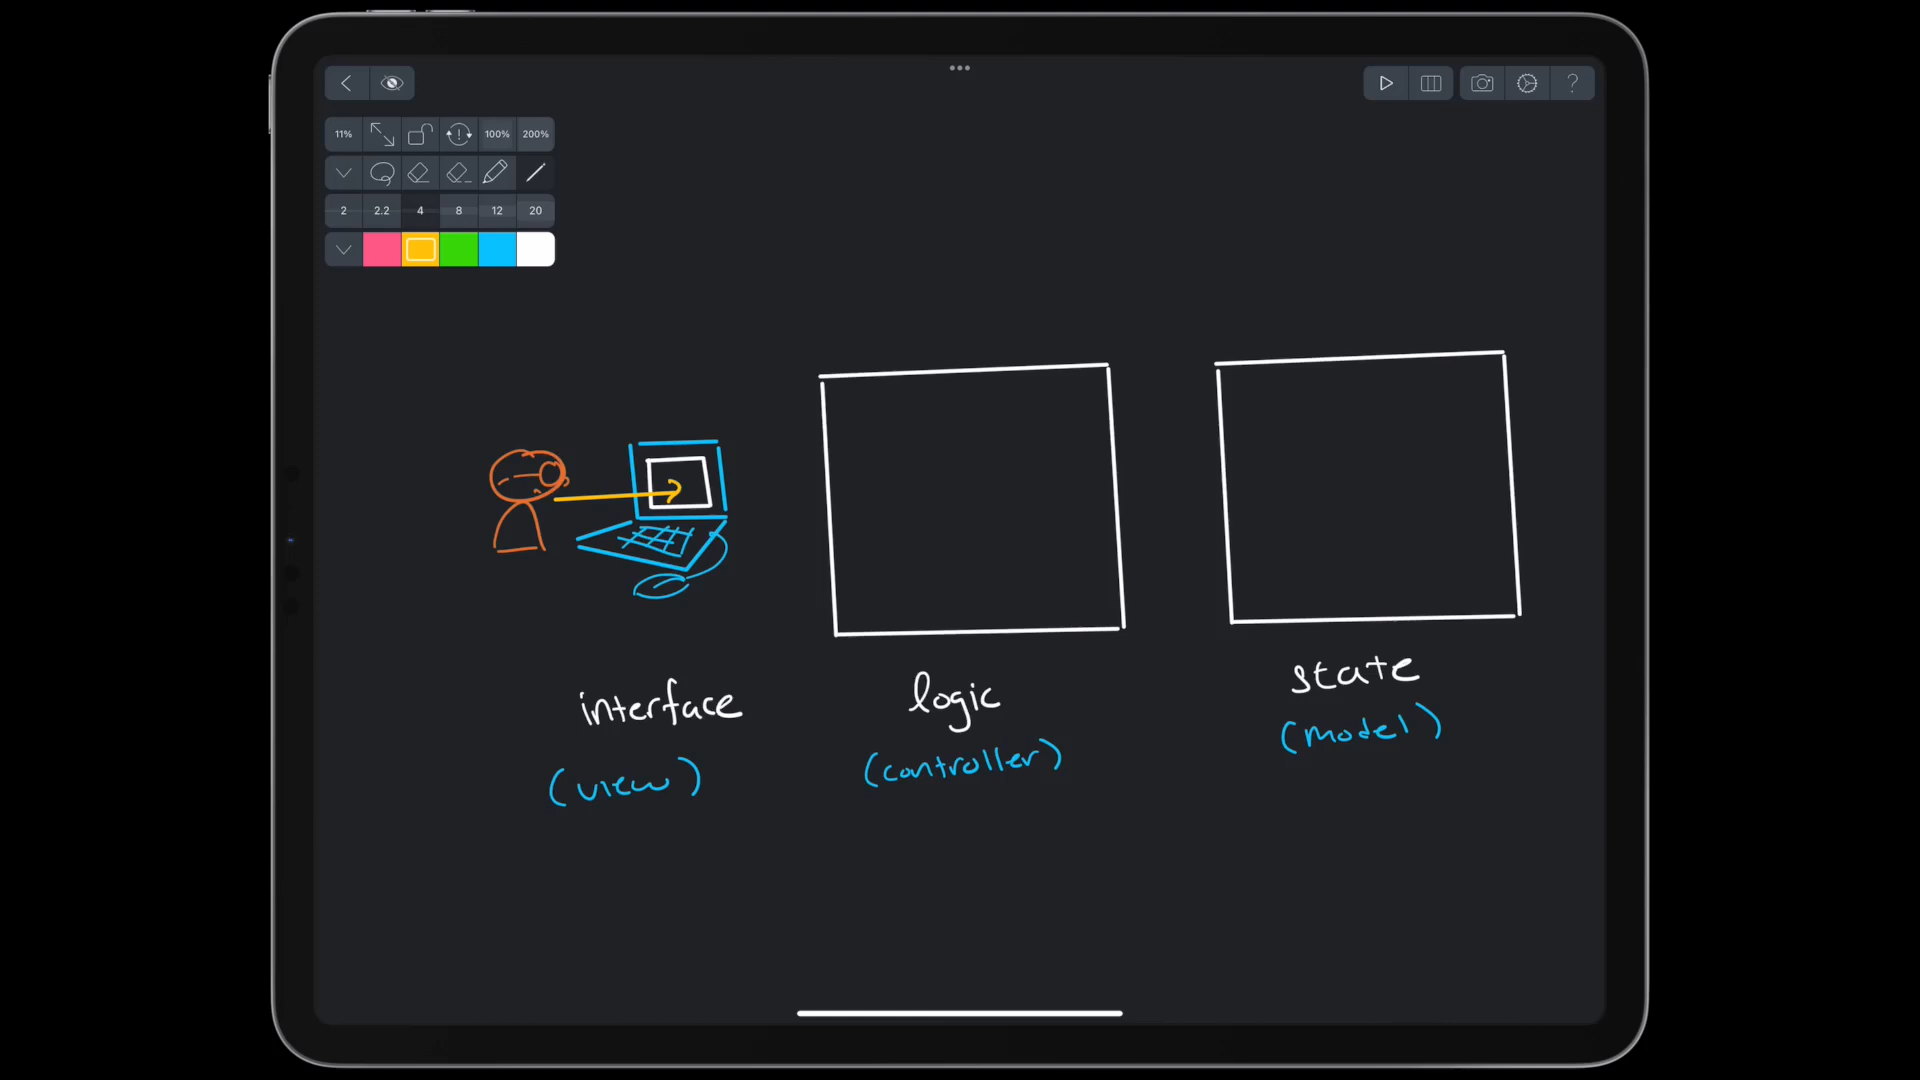 11% 100% 200%
2 2.2 4 8 12 20
?
interface logic state
(view) (controller) (model)